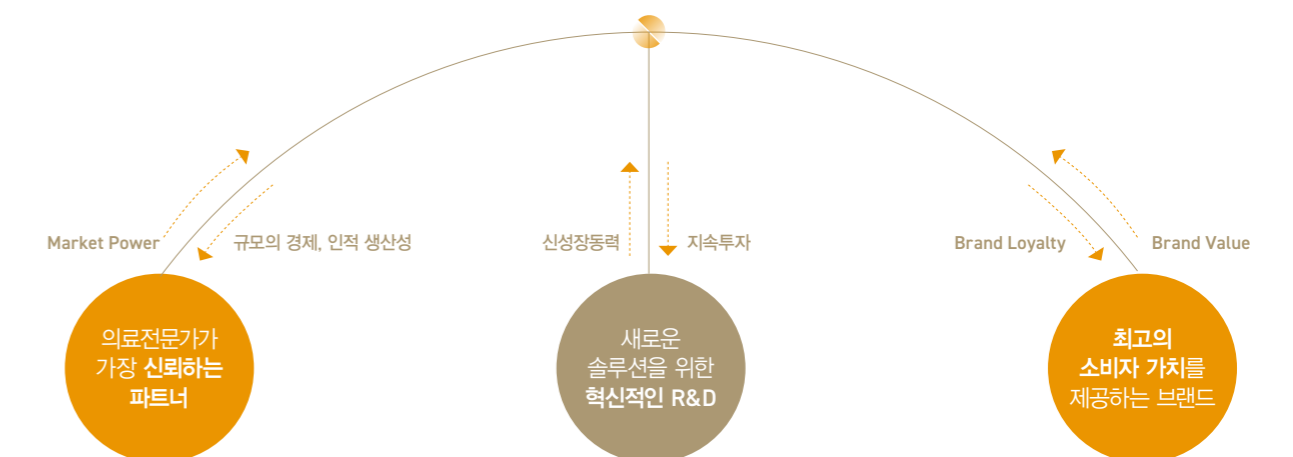 Market Power
규모의 경제, 인적 생산성
신성장동력
지속투자
Brand Loyalty
Brand Value
의료전문가가
가장 신뢰하는
파트너
새로운
솔루션을 위한
혁신적인 R&D
최고의
소비자 가치를
제공하는 브랜드